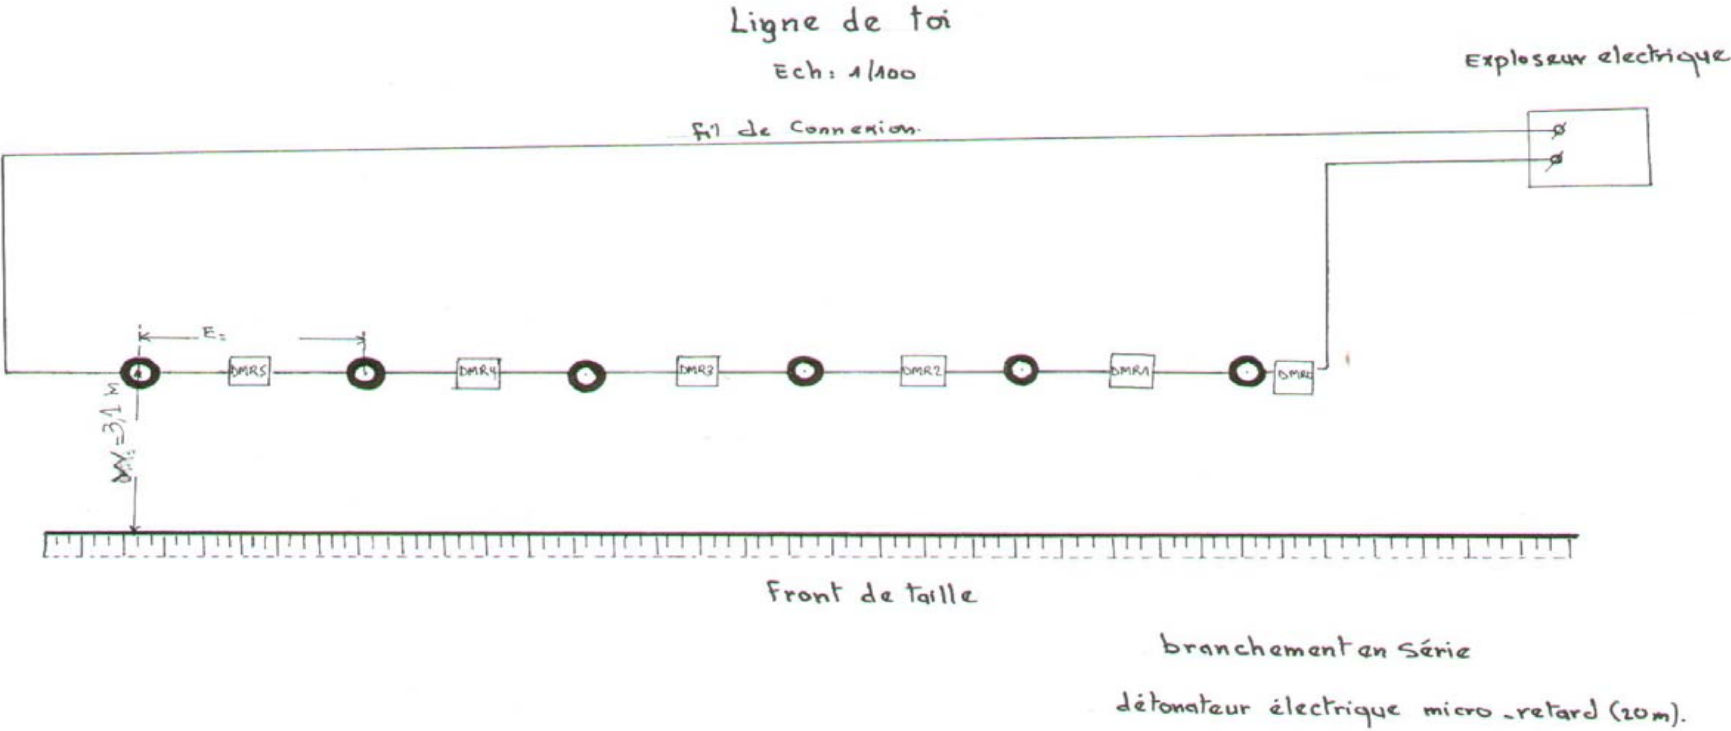 Ligne de toi
Ech: 1/100
Exploseur electrique
fil de Connexion.
E=
DMR5
DMR4
DMR3
DMR2
DMR1
=3,1 M
Front de taille
branchement en Série
détonateur électrique micro-retard (20m).